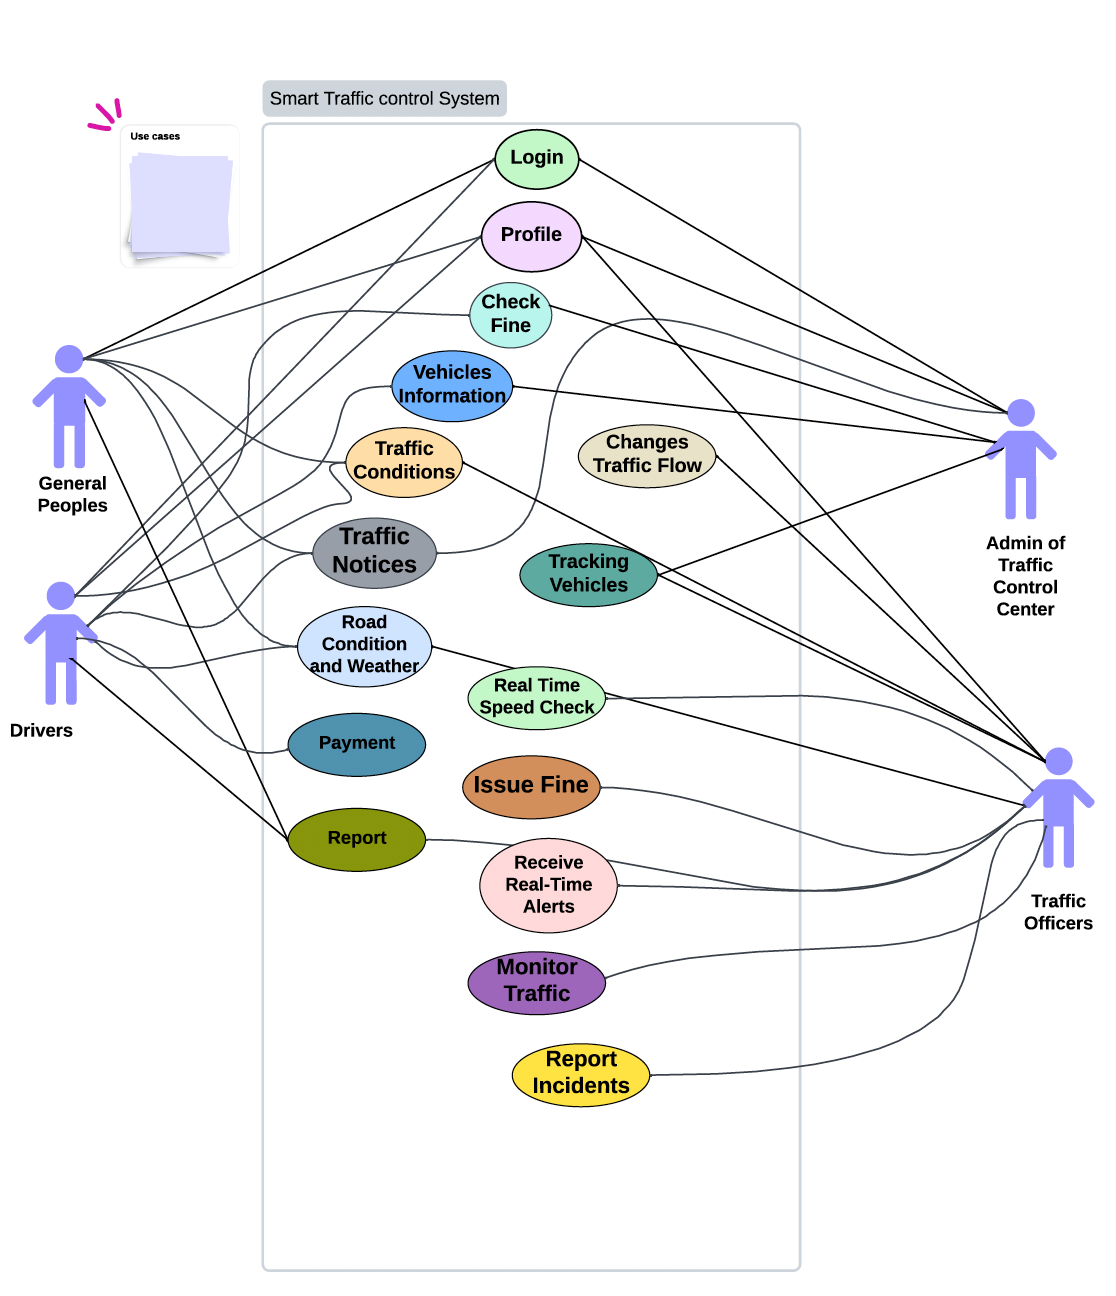 Smart Traffic control System
Use cases
Login
Profile
Check
Fine
Vehicles
Information
Traffic
Conditions
Changes
Traffic Flow
Traffic
Notices
Tracking
Vehicles
Road
Condition
and Weather
Real Time
Speed Check
Payment
Issue Fine
Report
Receive
Real-Time
Alerts
Monitor
Traffic
Report
Incidents
General
Peoples
Drivers
Admin of
Traffic
Control
Center
Traffic
Officers